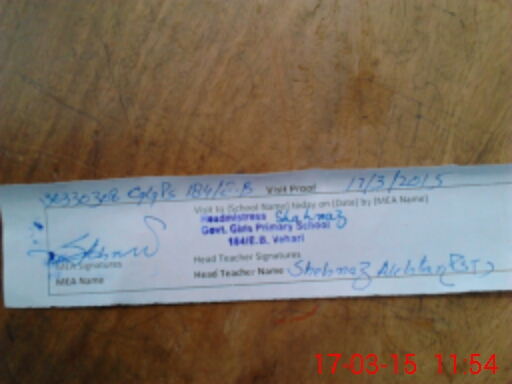 36330308 GGPS 184/E.B Visit Proof 17/3/2015
Visit to (School Name) today on (Date) by (MEA Name)
Headmistress Shahnaz
Govt. Girls Primary School
184/E.B. Vehari
MEA Signatures Head Teacher Signatures
MEA Name Head Teacher Name Shahnaz Akhtar PST
17-03-15 11:54